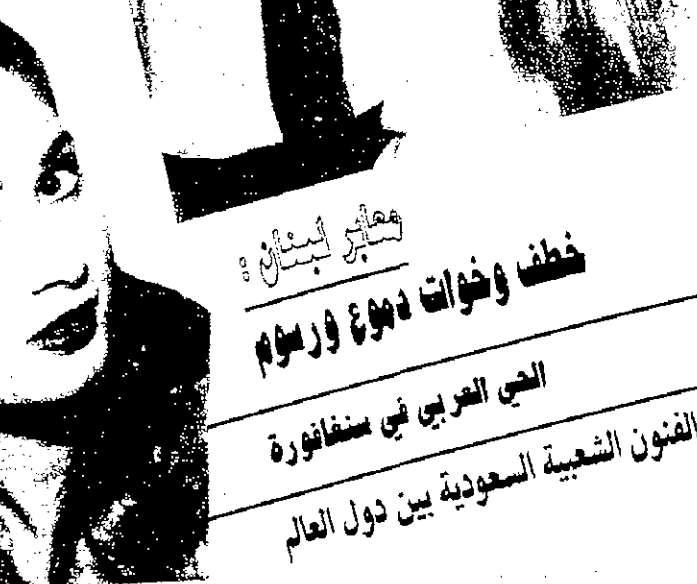 معابر لبنان :
خطف وخوات دموع ورسوم
الحي العربي في سنغافورة
الفنون الشعبية السعودية بين دول العالم